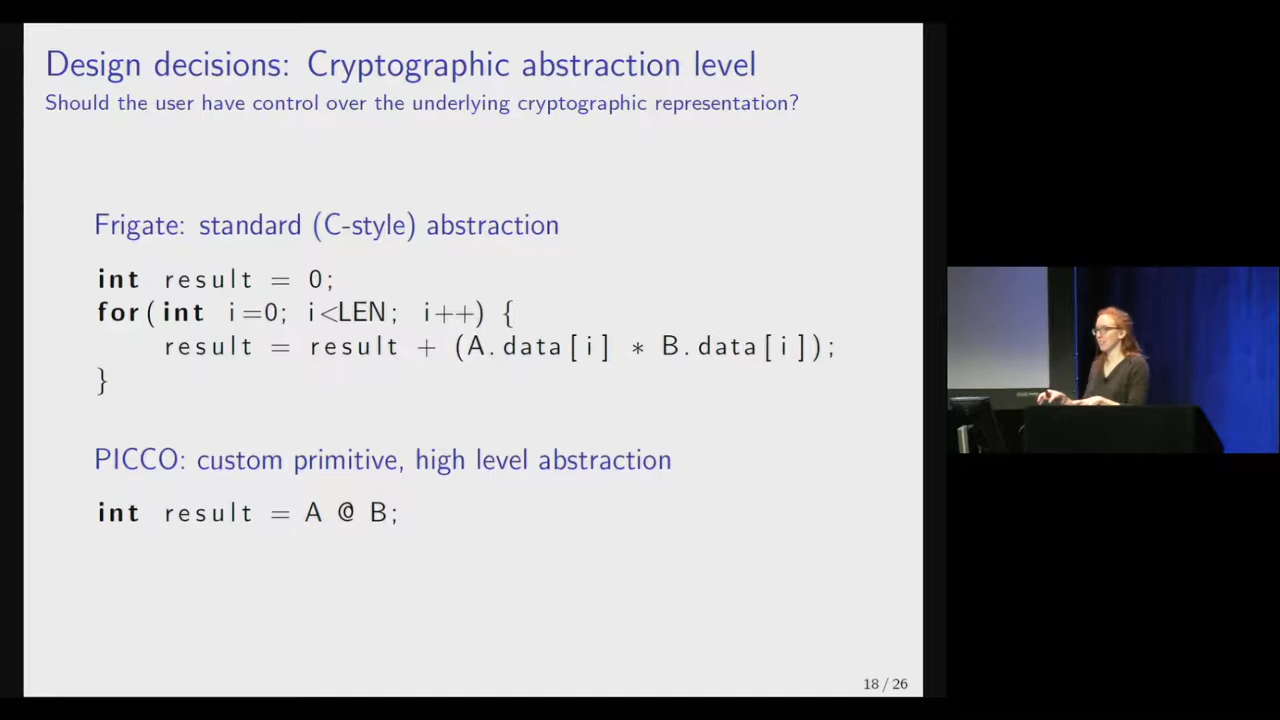 Design decisions: Cryptographic abstraction level
Should the user have control over the underlying cryptographic representation?
Frigate: standard (C-style) abstraction
int result = 0;
for(int i=0; i<LEN; i++) {
result = result + (A.data[i] * B.data[i]);
}
PICCO: custom primitive, high level abstraction
int result = A @ B;
18 / 26